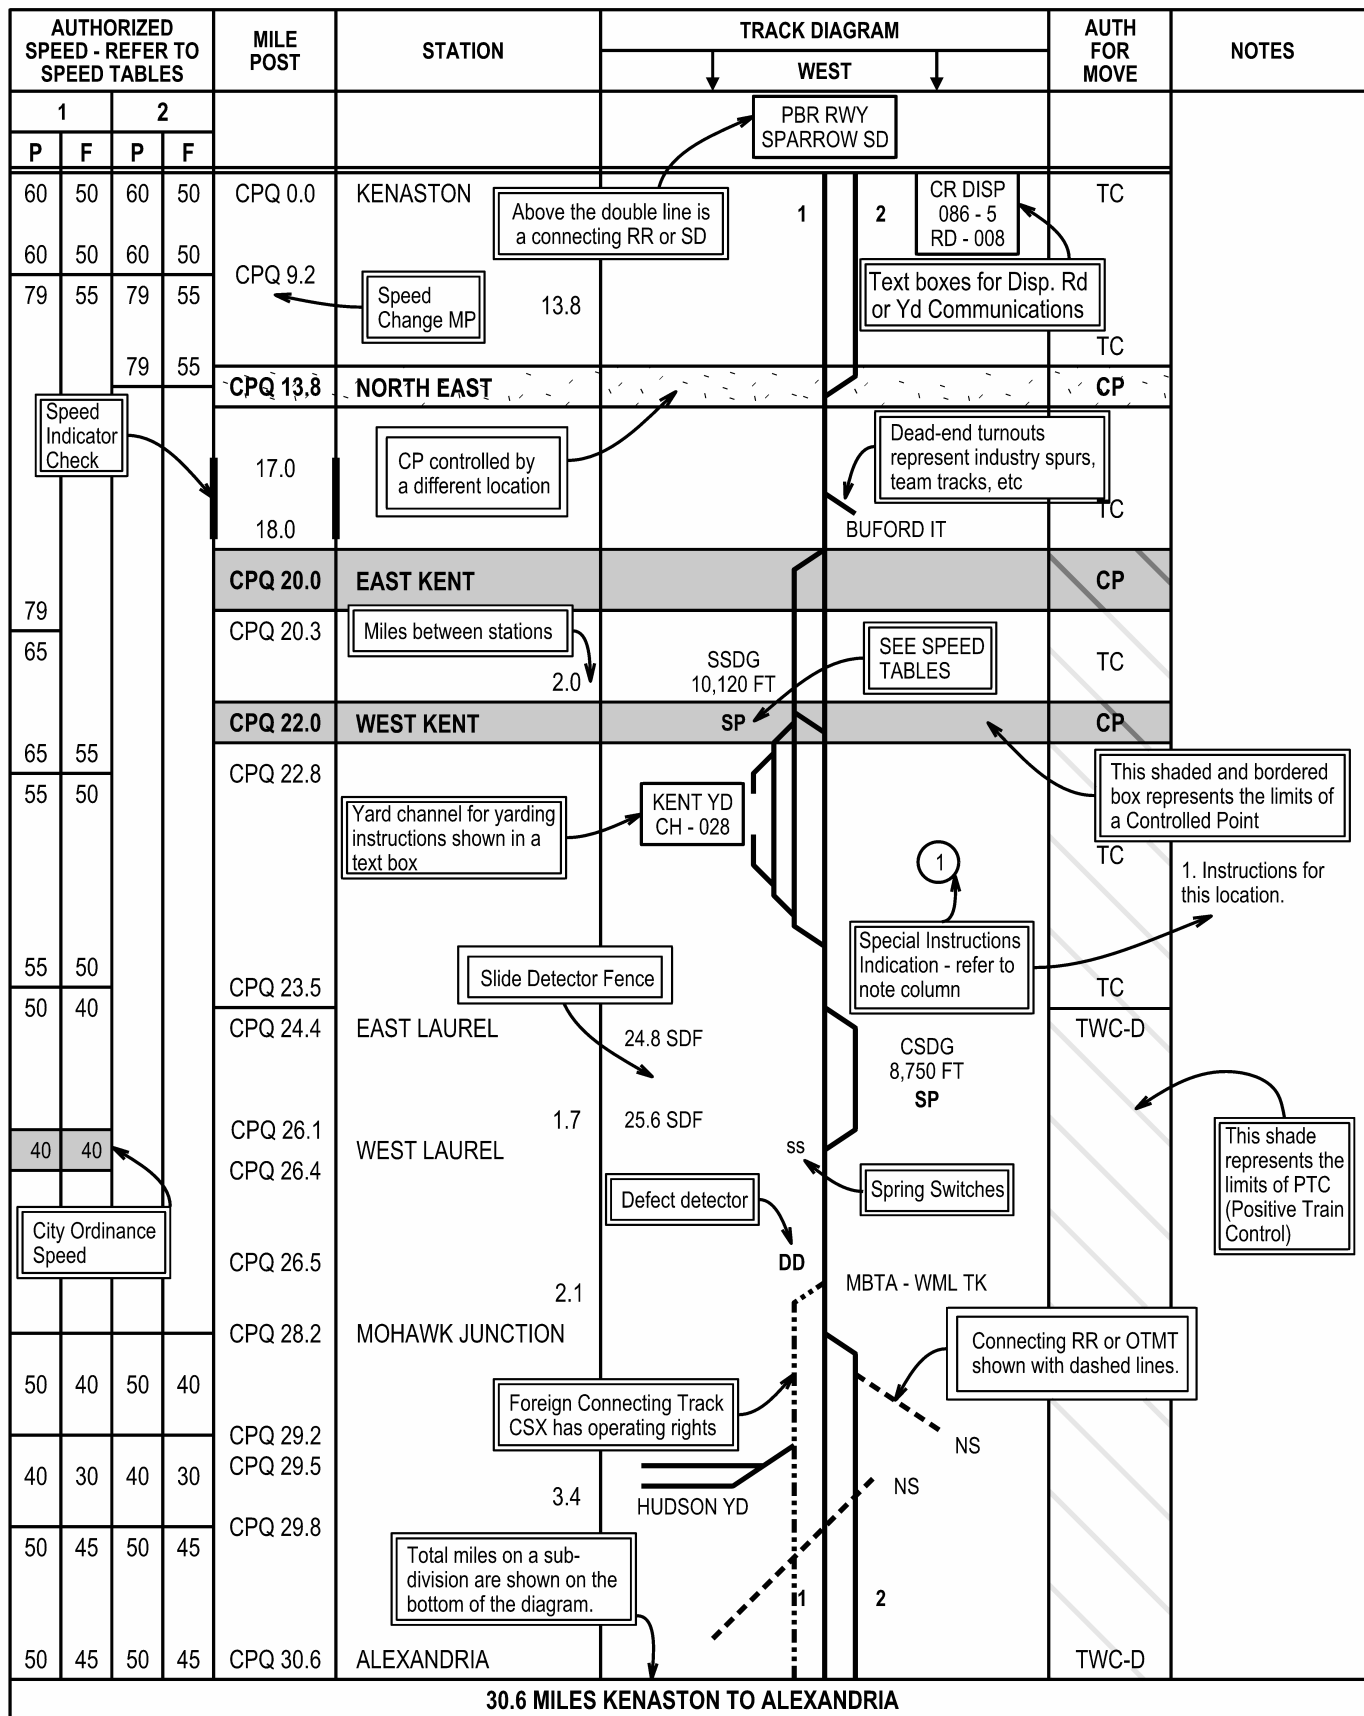 AUTHORIZED
SPEED - REFER TO
SPEED TABLES
MILE
POST
STATION
TRACK DIAGRAM
WEST
AUTH
FOR
MOVE
NOTES
1 2
P F P F
PBR RWY
SPARROW SD
60 50 60 50 CPQ 0.0 KENASTON
1 2
CR DISP
086 - 5
RD - 008
TC
Above the double line is
a connecting RR or SD
60 50 60 50
CPQ 9.2
79 55 79 55
Speed
Change MP
13.8
Text boxes for Disp. Rd
or Yd Communications
TC
79 55
CPQ 13.8 NORTH EAST CP
Speed
Indicator
Check
17.0
18.0
CP controlled by
a different location
Dead-end turnouts
represent industry spurs,
team tracks, etc
TC
BUFORD IT
CPQ 20.0 EAST KENT CP
79
CPQ 20.3
Miles between stations
65
2.0
SSDG
10,120 FT
SEE SPEED
TABLES
TC
CPQ 22.0 WEST KENT SP CP
65 55
CPQ 22.8
55 50
This shaded and bordered
box represents the limits of
a Controlled Point
Yard channel for yarding
instructions shown in a
text box
KENT YD
CH - 028
TC
1
1. Instructions for
this location.
Special Instructions
Indication - refer to
note column
55 50
CPQ 23.5
Slide Detector Fence
TC
50 40
CPQ 24.4 EAST LAUREL
24.8 SDF
TWC-D
CSDG
8,750 FT
SP
CPQ 26.1
1.7
25.6 SDF
40 40
WEST LAUREL
ss
CPQ 26.4
This shade
represents the
limits of PTC
(Positive Train
Control)
Defect detector
Spring Switches
City Ordinance
Speed
CPQ 26.5
DD
2.1
MBTA - WML TK
CPQ 28.2 MOHAWK JUNCTION
Connecting RR or OTMT
shown with dashed lines.
50 40 50 40
Foreign Connecting Track
CSX has operating rights
CPQ 29.2
NS
40 30 40 30 CPQ 29.5
3.4
HUDSON YD
NS
CPQ 29.8
50 45 50 45
Total miles on a sub-
division are shown on the
bottom of the diagram.
1 2
50 45 50 45 CPQ 30.6 ALEXANDRIA TWC-D
30.6 MILES KENASTON TO ALEXANDRIA